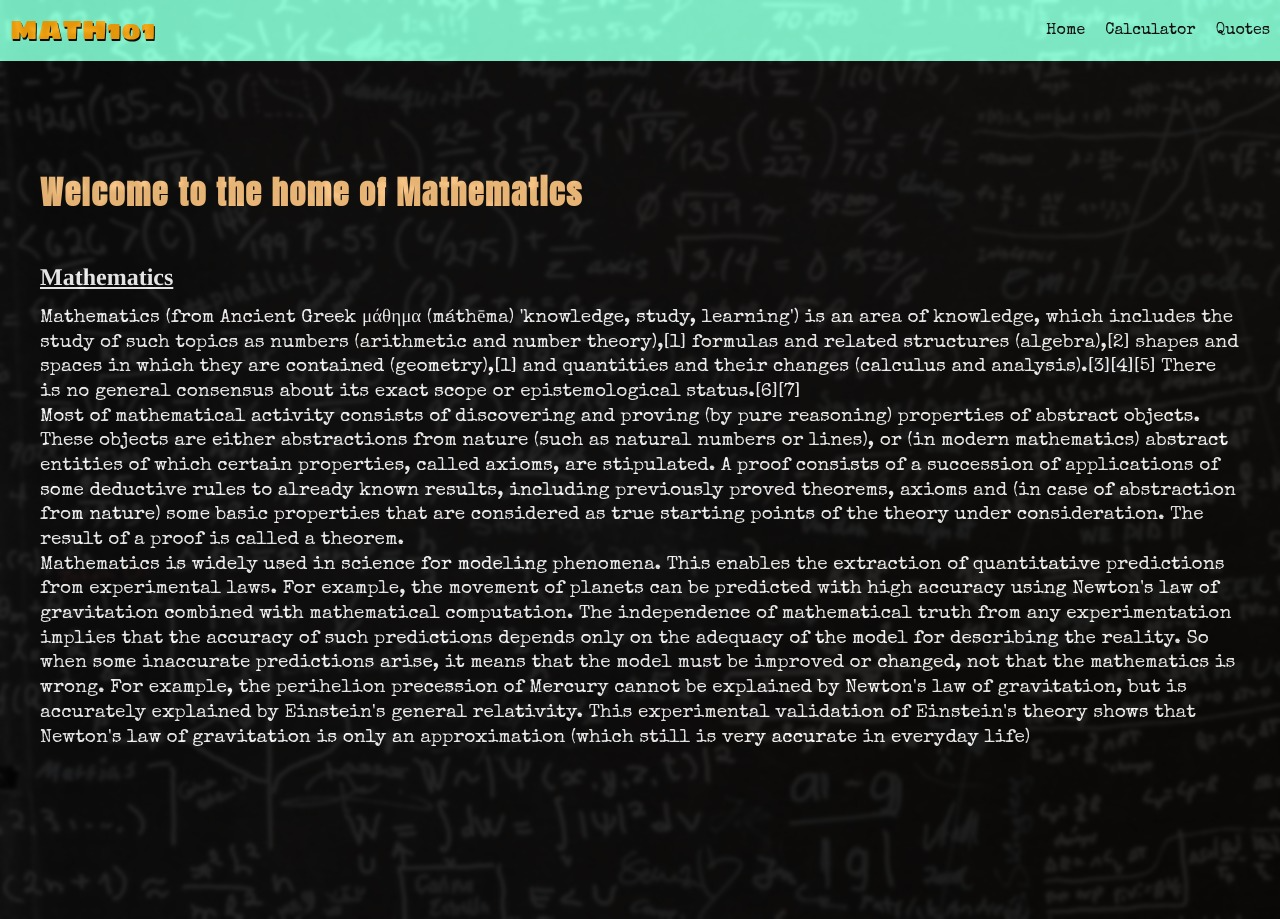 MATH101
Home Calculator Quotes
Welcome to the home of Mathematics
Mathematics
Mathematics (from Ancient Greek μάθημα (máthēma) 'knowledge, study, learning') is an area of knowledge, which includes the
study of such topics as numbers (arithmetic and number theory),[1] formulas and related structures (algebra),[2] shapes and
spaces in which they are contained (geometry),[1] and quantities and their changes (calculus and analysis).[3][4][5] There
is no general consensus about its exact scope or epistemological status.[6][7]
Most of mathematical activity consists of discovering and proving (by pure reasoning) properties of abstract objects.
These objects are either abstractions from nature (such as natural numbers or lines), or (in modern mathematics) abstract
entities of which certain properties, called axioms, are stipulated. A proof consists of a succession of applications of
some deductive rules to already known results, including previously proved theorems, axioms and (in case of abstraction
from nature) some basic properties that are considered as true starting points of the theory under consideration. The
result of a proof is called a theorem.
Mathematics is widely used in science for modeling phenomena. This enables the extraction of quantitative predictions
from experimental laws. For example, the movement of planets can be predicted with high accuracy using Newton's law of
gravitation combined with mathematical computation. The independence of mathematical truth from any experimentation
implies that the accuracy of such predictions depends only on the adequacy of the model for describing the reality. So
when some inaccurate predictions arise, it means that the model must be improved or changed, not that the mathematics is
wrong. For example, the perihelion precession of Mercury cannot be explained by Newton's law of gravitation, but is
accurately explained by Einstein's general relativity. This experimental validation of Einstein's theory shows that
Newton's law of gravitation is only an approximation (which still is very accurate in everyday life)